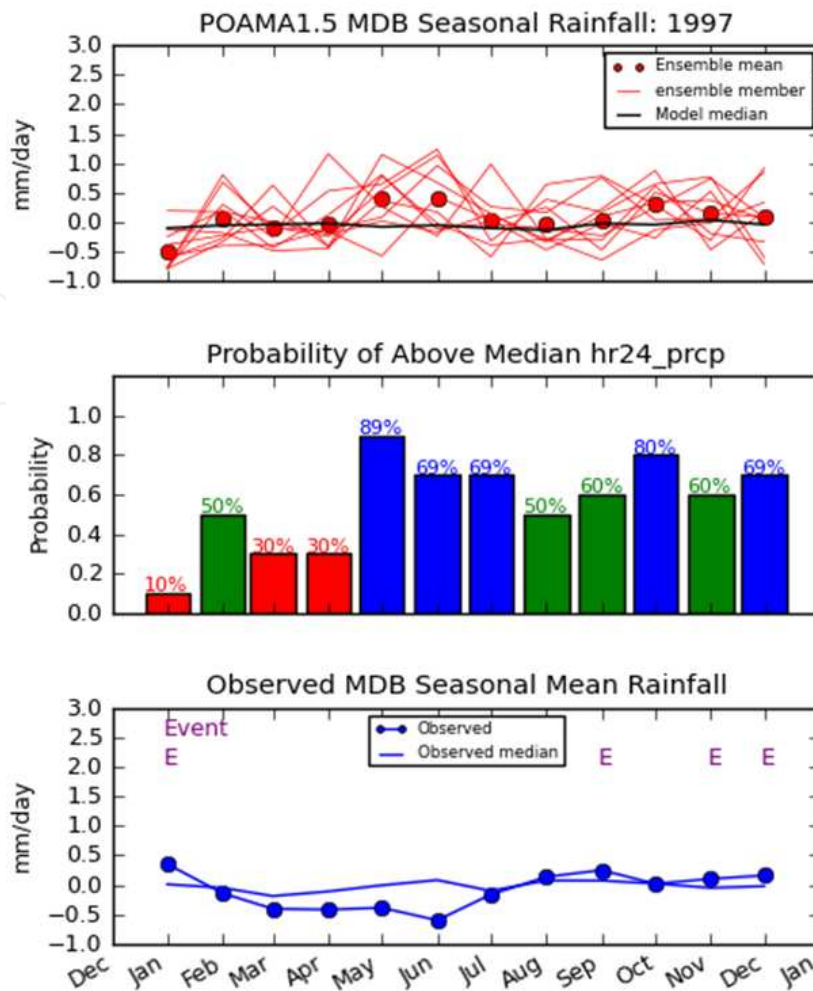 POAMA1.5 MDB Seasonal Rainfall: 1997
3.0
2.5
2.0
1.5
1.0
0.5
0.0
−0.5
−1.0
mm/day
Ensemble mean
ensemble member
Model median
Probability of Above Median hr24_prcp
1.0
0.8
0.6
0.4
0.2
0.0
Probability
10% 50% 30% 30% 89% 69% 69% 50% 60% 80% 60% 69%
Observed MDB Seasonal Mean Rainfall
3.0
2.5
2.0
1.5
1.0
0.5
0.0
−0.5
−1.0
mm/day
Event
E E E E
Observed
Observed median
Dec Jan Feb Mar Apr May Jun Jul Aug Sep Oct Nov Dec Jan